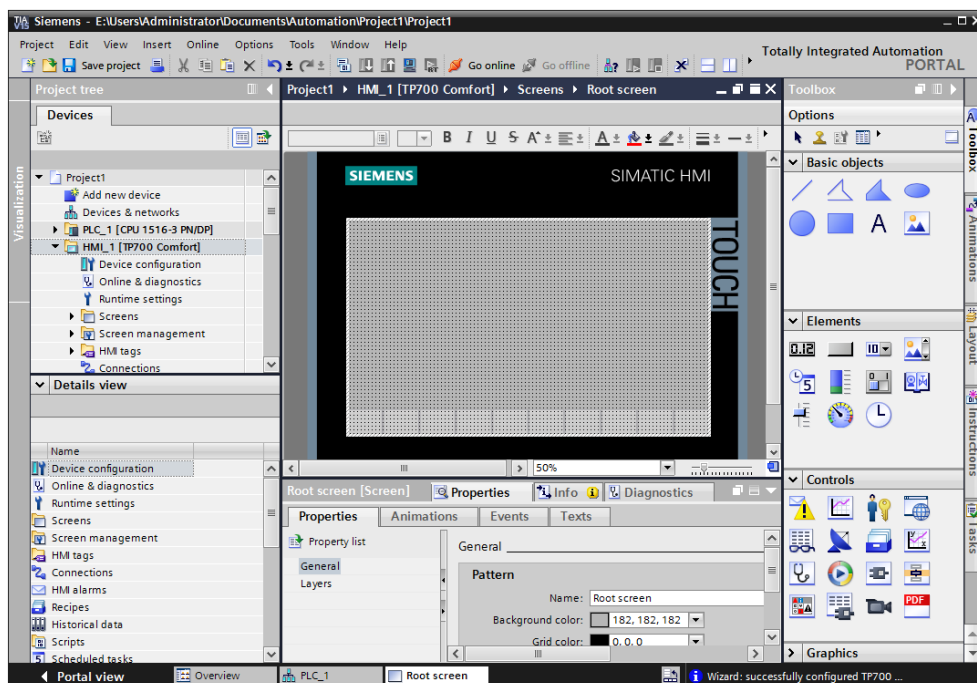 TIA V15 Siemens - E:\Users\Administrator\Documents\Automation\Project1\Project1
Project Edit View Insert Online Options Tools Window Help
Save project Go online Go offline
Totally Integrated Automation
PORTAL
Project tree
Project1 HMI_1 [TP700 Comfort] Screens Root screen
Toolbox
Devices
Options
B I U S A A
Visualization
Project1
Add new device
Devices & networks
PLC_1 [CPU 1516-3 PN/DP]
HMI_1 [TP700 Comfort]
Device configuration
Online & diagnostics
Runtime settings
Screens
Screen management
HMI tags
Connections
SIEMENS
SIMATIC HMI
TOUCH
50%
Basic objects
A
Elements
0.12
10
5
Controls
PDF
Graphics
Toolbox
Animations
Layout
Instructions
Tasks
Details view
Name
Device configuration
Online & diagnostics
Runtime settings
Screens
Screen management
HMI tags
Connections
HMI alarms
Recipes
Historical data
Scripts
Scheduled tasks
Root screen [Screen]
Properties Info Diagnostics
Properties Animations Events Texts
Property list
General
Layers
General
Pattern
Name: Root screen
Background color: 182, 182, 182
Grid color: 0, 0, 0
Portal view Overview PLC_1 Root screen Wizard: successfully configured TP700 ...